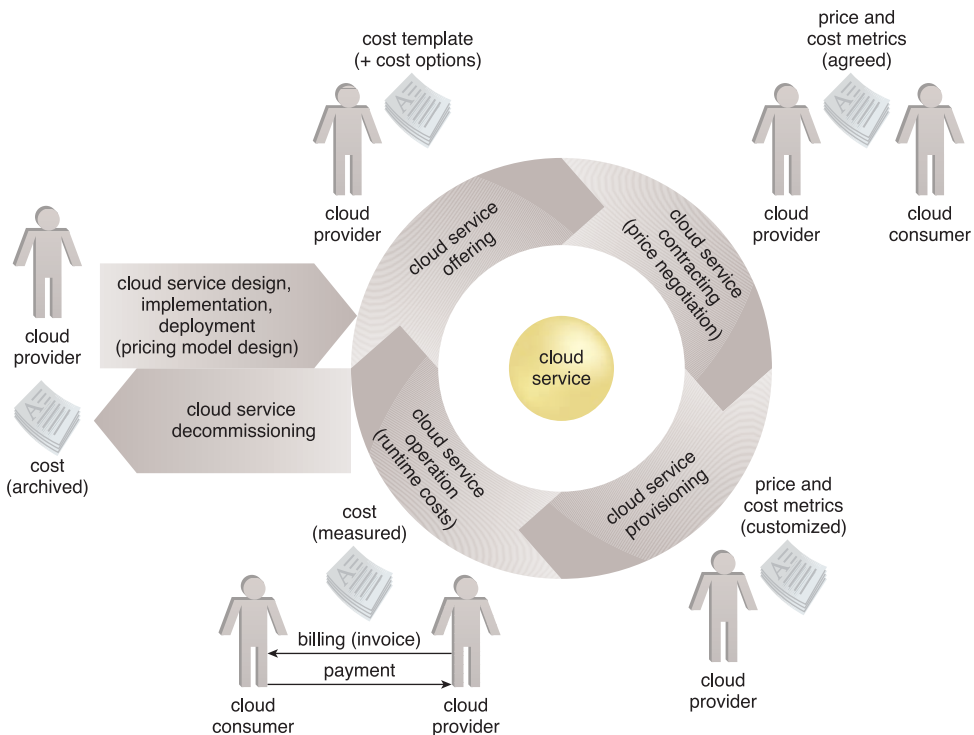 cost template
(+ cost options)
cloud
provider
price and
cost metrics
(agreed)
cloud
provider
cloud
consumer
cloud
provider
cloud service design,
implementation,
deployment
(pricing model design)
cloud service
offering
cloud service
contracting
(price negotiation)
cloud
service
cloud service
decommissioning
cost
(archived)
cloud service
operation
(runtime costs)
cloud service
provisioning
price and
cost metrics
(customized)
cloud
provider
cost
(measured)
billing (invoice)
payment
cloud
consumer
cloud
provider